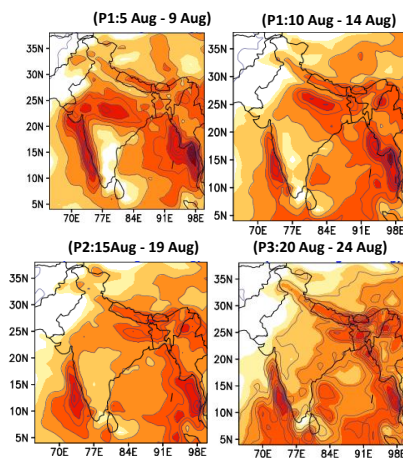 (P1:5 Aug - 9 Aug) (P1:10 Aug - 14 Aug)
35N 35N
30N 30N
25N 25N
20N 20N
15N 15N
10N 10N
5N 5N
70E 77E 84E 91E 98E 70E 77E 84E 91E 98E
(P2:15Aug - 19 Aug) (P3:20 Aug - 24 Aug)
35N 35N
30N 30N
25N 25N
20N 20N
15N 15N
10N 10N
5N 5N
70E 77E 84E 91E 98E 70E 77E 84E 91E 98E